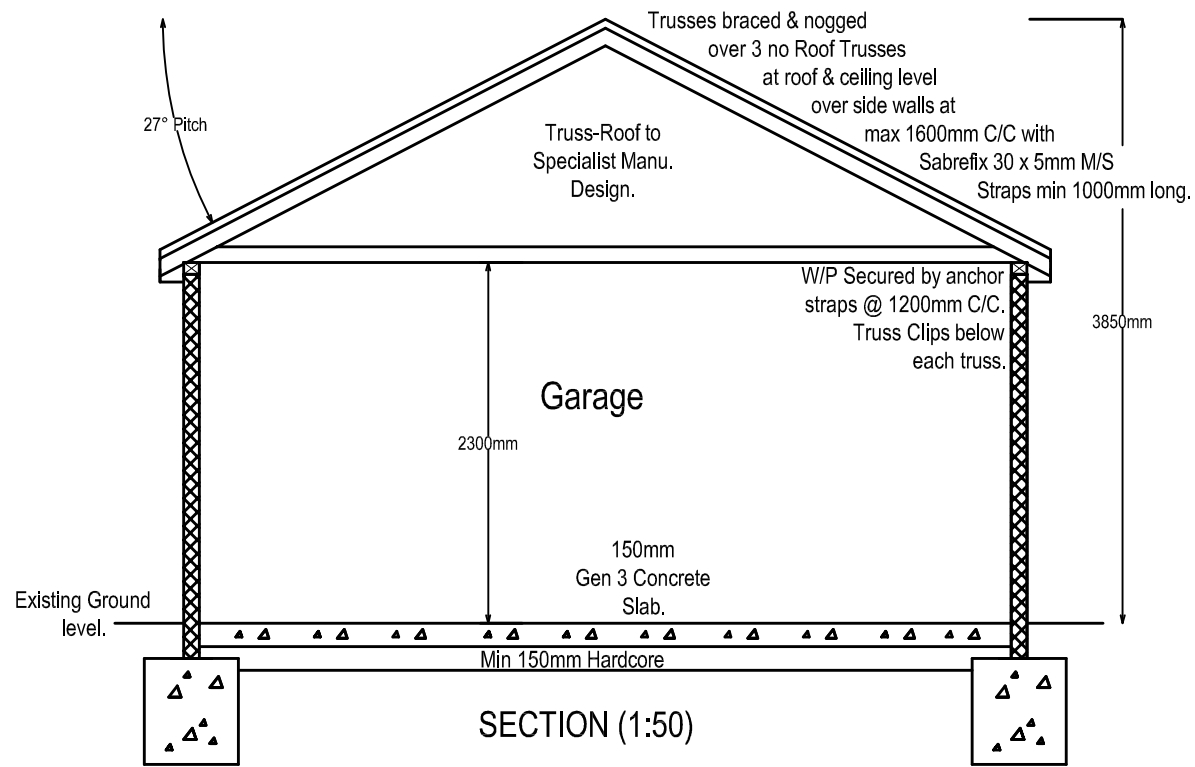 Trusses braced & nogged
over 3 no Roof Trusses
at roof & ceiling level
over side walls at
max 1600mm C/C with
Sabrefix 30 x 5mm M/S
Straps min 1000mm long.
27° Pitch
Truss-Roof to
Specialist Manu.
Design.
W/P Secured by anchor
straps @ 1200mm C/C.
Truss Clips below
each truss.
3850mm
Garage
2300mm
150mm
Gen 3 Concrete
Slab.
Existing Ground
level.
Min 150mm Hardcore
SECTION (1:50)